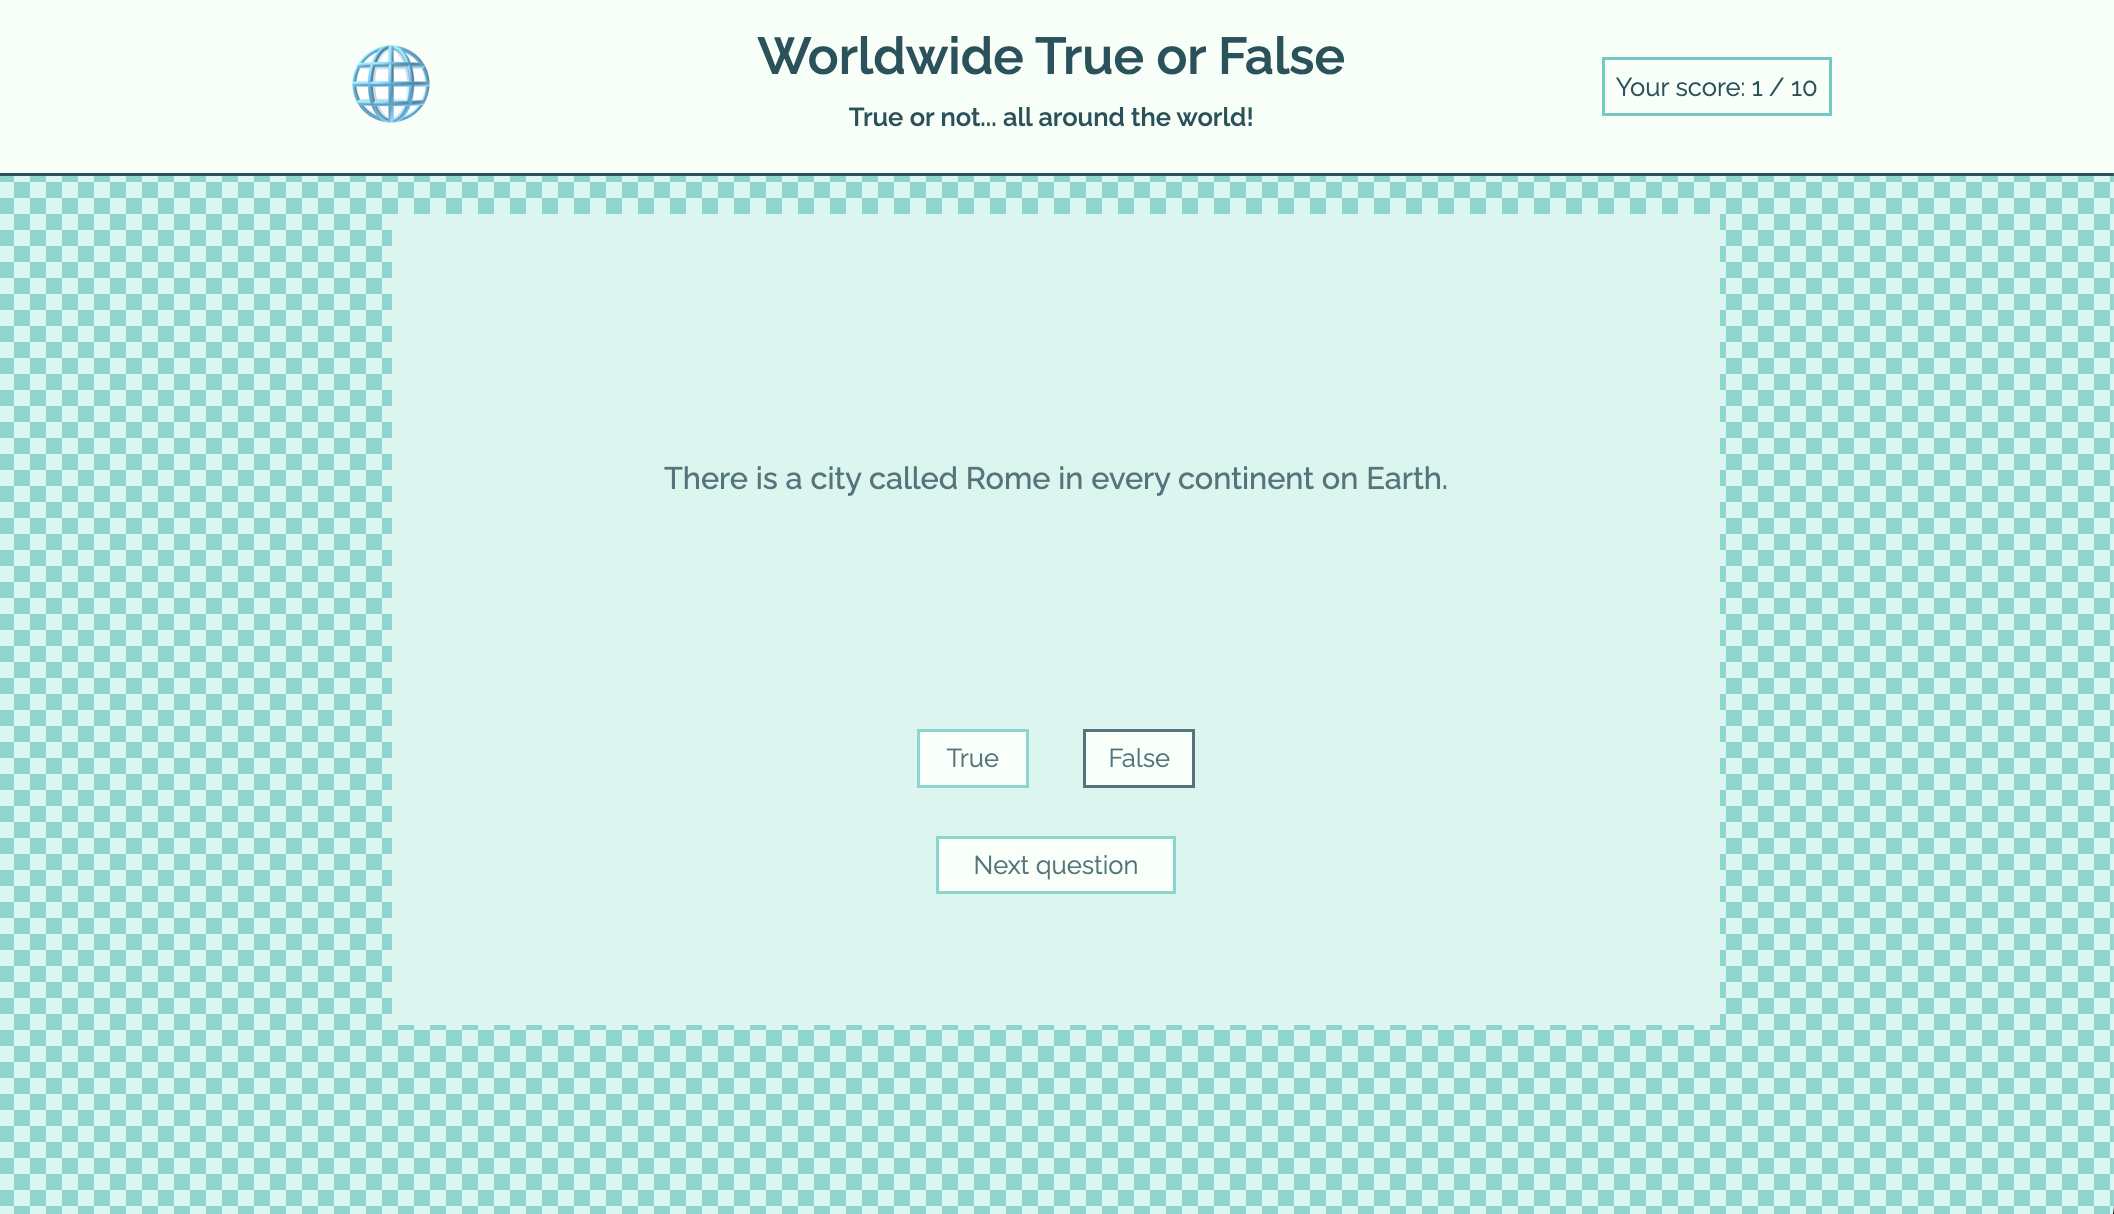 Worldwide True or False
True or not... all around the world!
Your score: 1 / 10
There is a city called Rome in every continent on Earth.
True
False
Next question